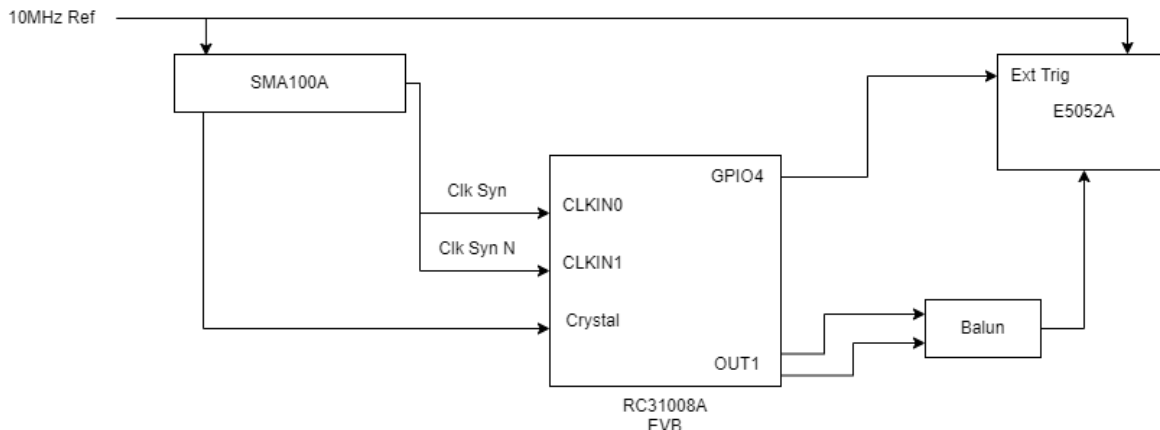 10MHz Ref
SMA100A
Ext Trig
E5052A
GPIO4
Clk Syn
CLKIN0
Clk Syn N
CLKIN1
Crystal
Balun
OUT1
RC31008A
EVB